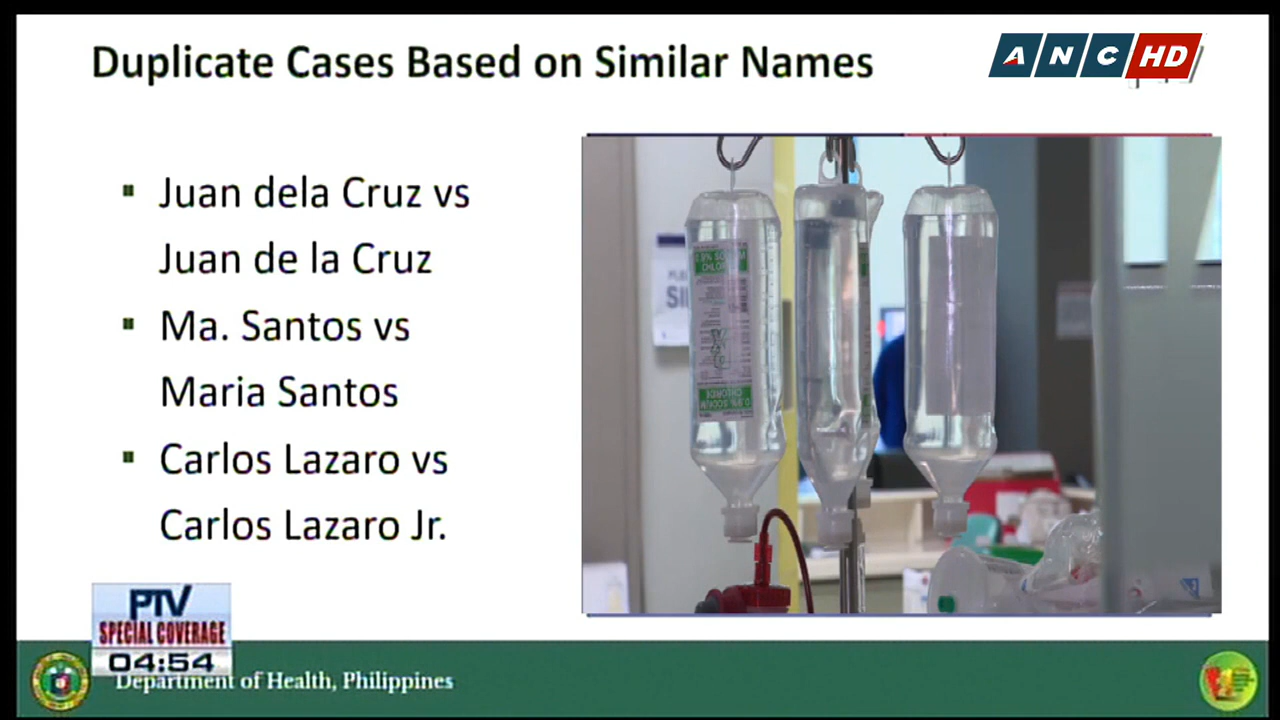 Duplicate Cases Based on Similar Names
ANC HD
Juan dela Cruz vs
Juan de la Cruz
Ma. Santos vs
Maria Santos
Carlos Lazaro vs
Carlos Lazaro Jr.
PTV
SPECIAL COVERAGE
04:54
Department of Health, Philippines